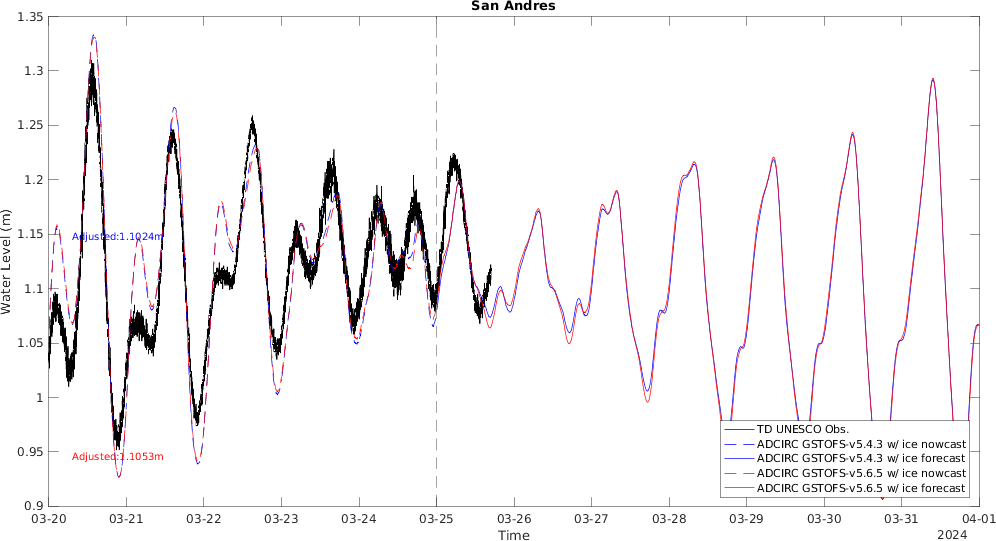 San Andres
1.35
1.3
1.25
1.2
1.15
1.1
1.05
1
0.95
0.9
Water Level (m)
Adjusted:1.1024m
Adjusted:1.1053m
TD UNESCO Obs.
ADCIRC GSTOFS-v5.4.3 w/ ice nowcast
ADCIRC GSTOFS-v5.4.3 w/ ice forecast
ADCIRC GSTOFS-v5.6.5 w/ ice nowcast
ADCIRC GSTOFS-v5.6.5 w/ ice forecast
03-20 03-21 03-22 03-23 03-24 03-25 03-26 03-27 03-28 03-29 03-30 03-31 04-01
Time
2024